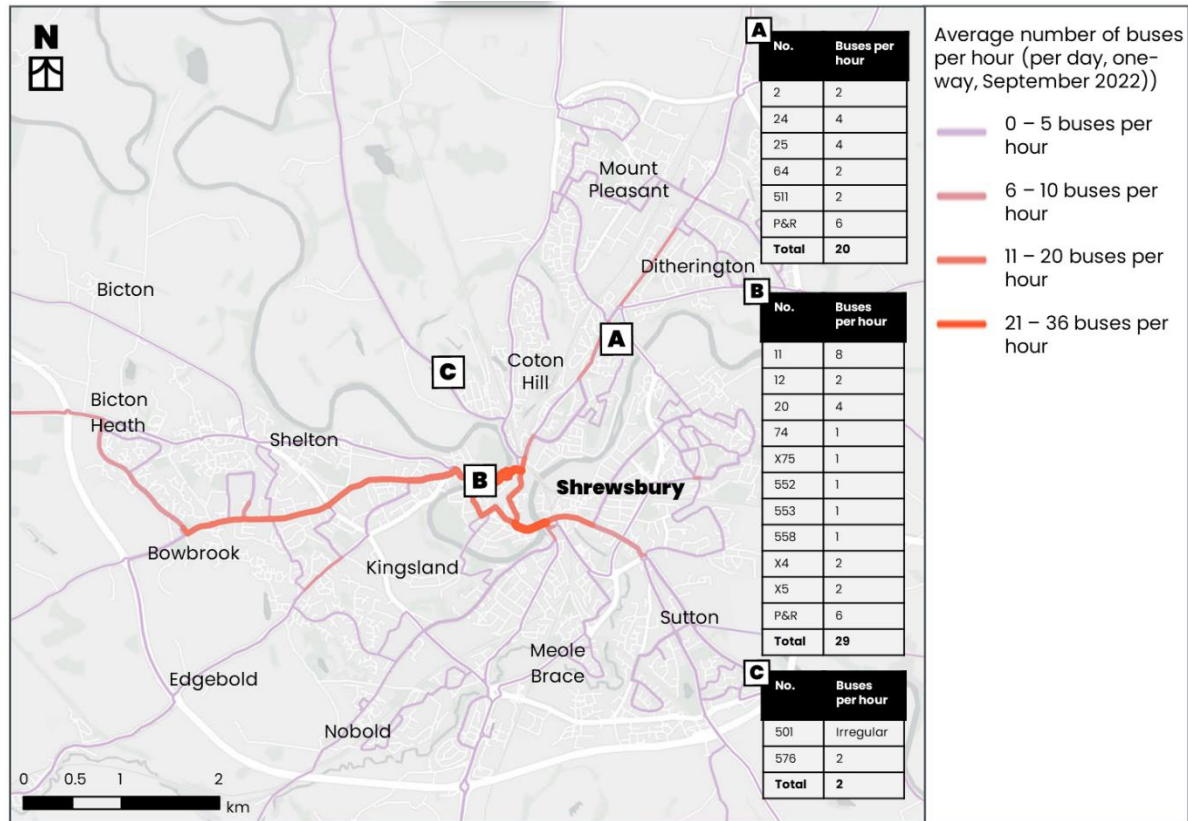 N
A
No. Buses per hour
2 2
24 4
25 4
64 2
511 2
P&R 6
Total 20
B
No. Buses per hour
11 8
12 2
20 4
74 1
X75 1
552 1
553 1
558 1
X4 2
X5 2
P&R 6
Total 29
C
No. Buses per hour
501 Irregular
576 2
Total 2
Mount
Pleasant
Ditherington
Bicton
A
Coton
Hill
C
Bicton
Heath
Shelton
B
Shrewsbury
Bowbrook
Kingsland
Sutton
Meole
Brace
Edgebold
Nobold
0 0.5 1 2
km
Average number of buses
per hour (per day, one-
way, September 2022))
0 – 5 buses per
hour
6 – 10 buses per
hour
11 – 20 buses per
hour
21 – 36 buses per
hour